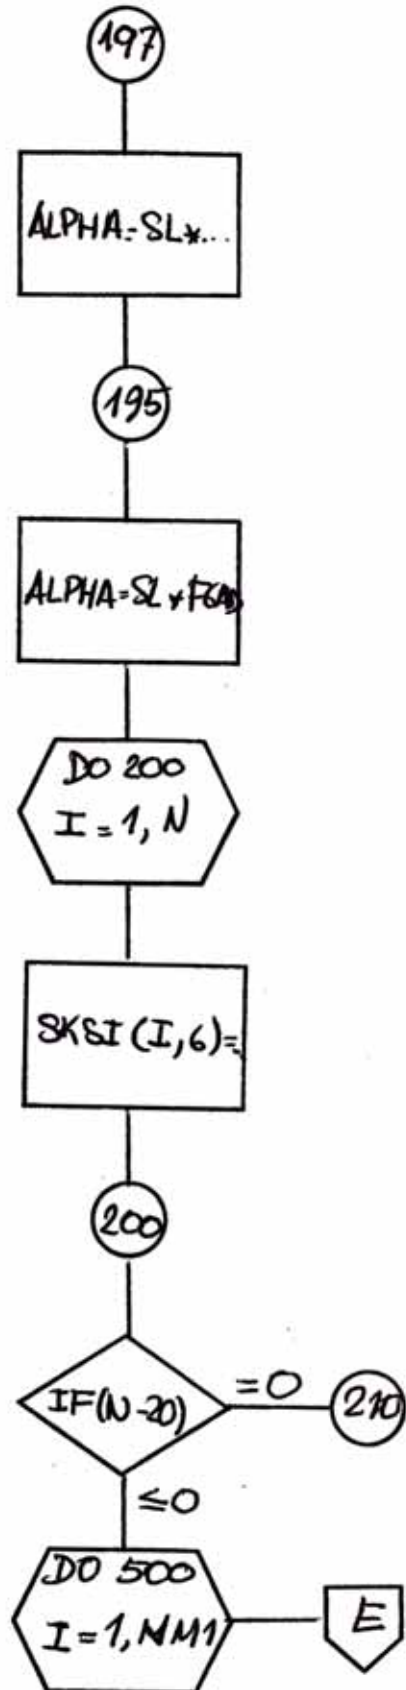 197
ALPHA=SL*...
195
ALPHA=SL*
DO 200
I=1, N
SKSI(I,6)=
200
IF(N-20)
=0
210
≤0
DO 500
I=1, NM1
E